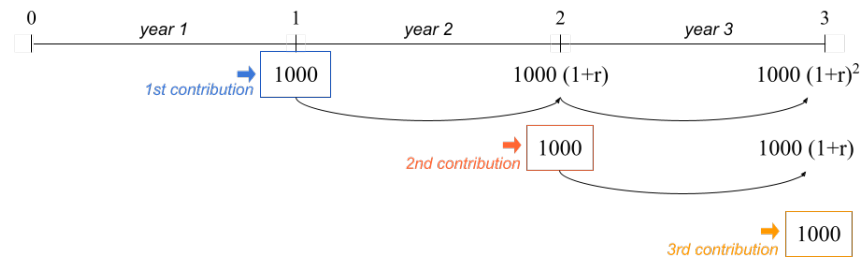 0 1 2 3
year 1 year 2 year 3
1000 1000 (1+r) 1000 (1+r)²
1st contribution
1000 1000 (1+r)
2nd contribution
1000
3rd contribution